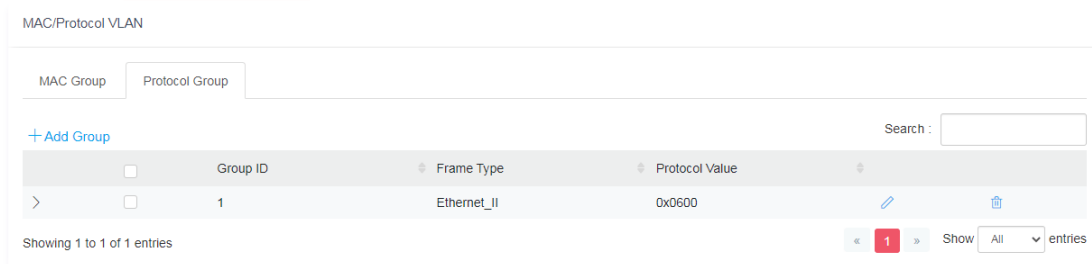 MAC/Protocol VLAN
MAC Group Protocol Group
+ Add Group Search :
Group ID Frame Type Protocol Value
1 Ethernet_II 0x0600
Showing 1 to 1 of 1 entries « 1 » Show All entries